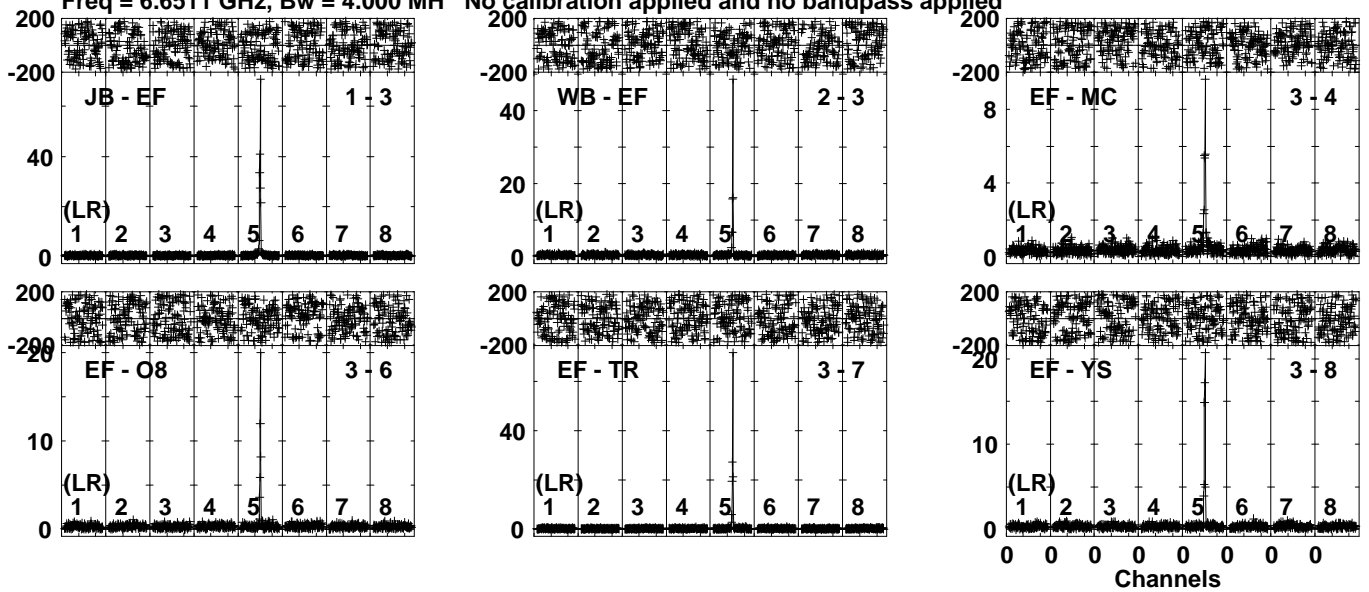 Freq = 6.6511 GHz, Bw = 4.000 MH No calibration applied and no bandpass applied
200
-200
JB - EF 1 - 3
40
(LR)
1 2 3 4 5 6 7 8
0
200
-200
WB - EF 2 - 3
40
20
(LR)
1 2 3 4 5 6 7 8
0
200
-200
EF - MC 3 - 4
8
4
(LR)
1 2 3 4 5 6 7 8
0
200
-200
20
EF - O8 3 - 6
10
(LR)
1 2 3 4 5 6 7 8
0
200
-200
EF - TR 3 - 7
40
(LR)
1 2 3 4 5 6 7 8
0
200
-200
20
EF - YS 3 - 8
10
(LR)
1 2 3 4 5 6 7 8
0
0 0 0 0 0 0 0 0
Channels